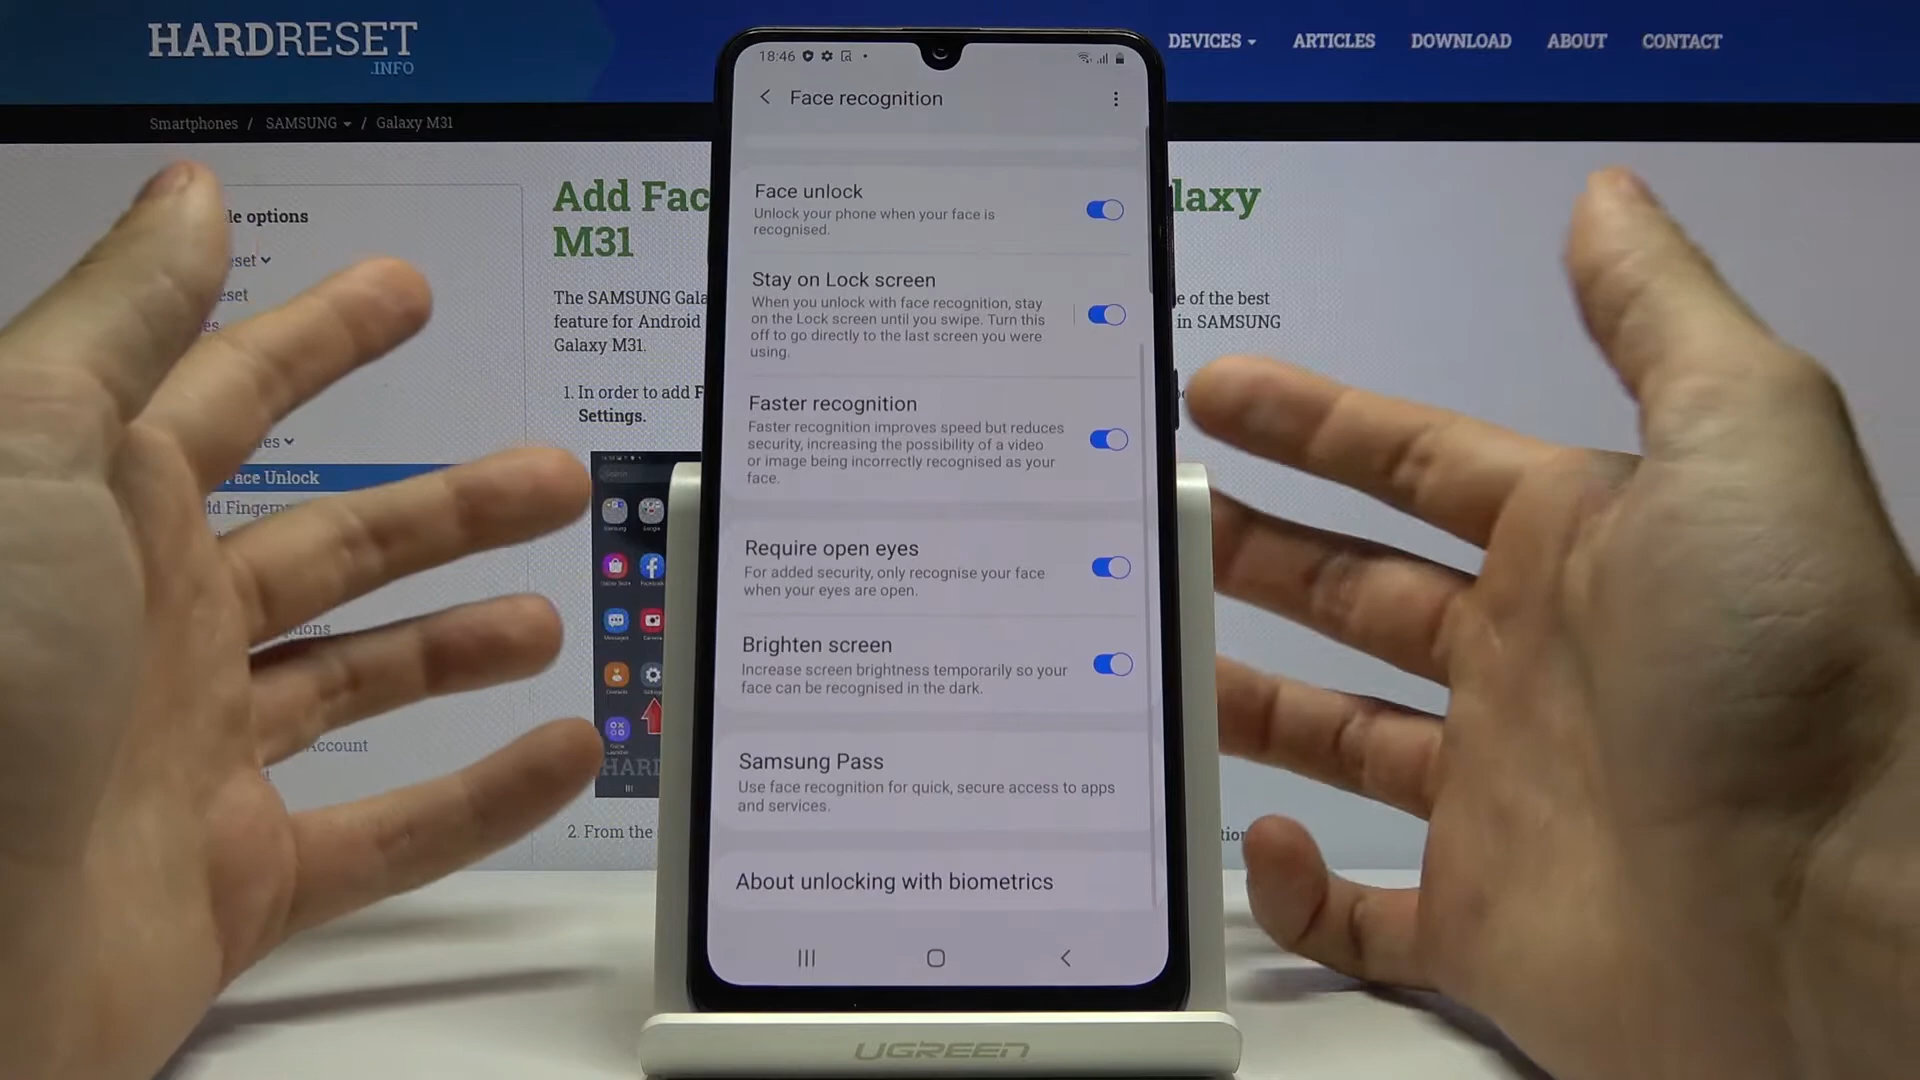 HARDRESET
.INFO
DEVICES
ARTICLES
DOWNLOAD
ABOUT
CONTACT
Smartphones / SAMSUNG / Galaxy M31
le options
eset
eset
es
ace Unlock
dd Fingerp
ptions
Account
Add Fac
laxy
M31
The SAMSUNG Gala
e of the best
feature for Android
in SAMSUNG
Galaxy M31.
1. In order to add F
Settings.
HARD
2. From the
18:46
Face recognition
Face unlock
Unlock your phone when your face is
recognised.
Stay on Lock screen
When you unlock with face recognition, stay
on the Lock screen until you swipe. Turn this
off to go directly to the last screen you were
using.
Faster recognition
Faster recognition improves speed but reduces
security, increasing the possibility of a video
or image being incorrectly recognised as your
face.
Require open eyes
For added security, only recognise your face
when your eyes are open.
Brighten screen
Increase screen brightness temporarily so your
face can be recognised in the dark.
Samsung Pass
Use face recognition for quick, secure access to apps
and services.
About unlocking with biometrics
UGREEN